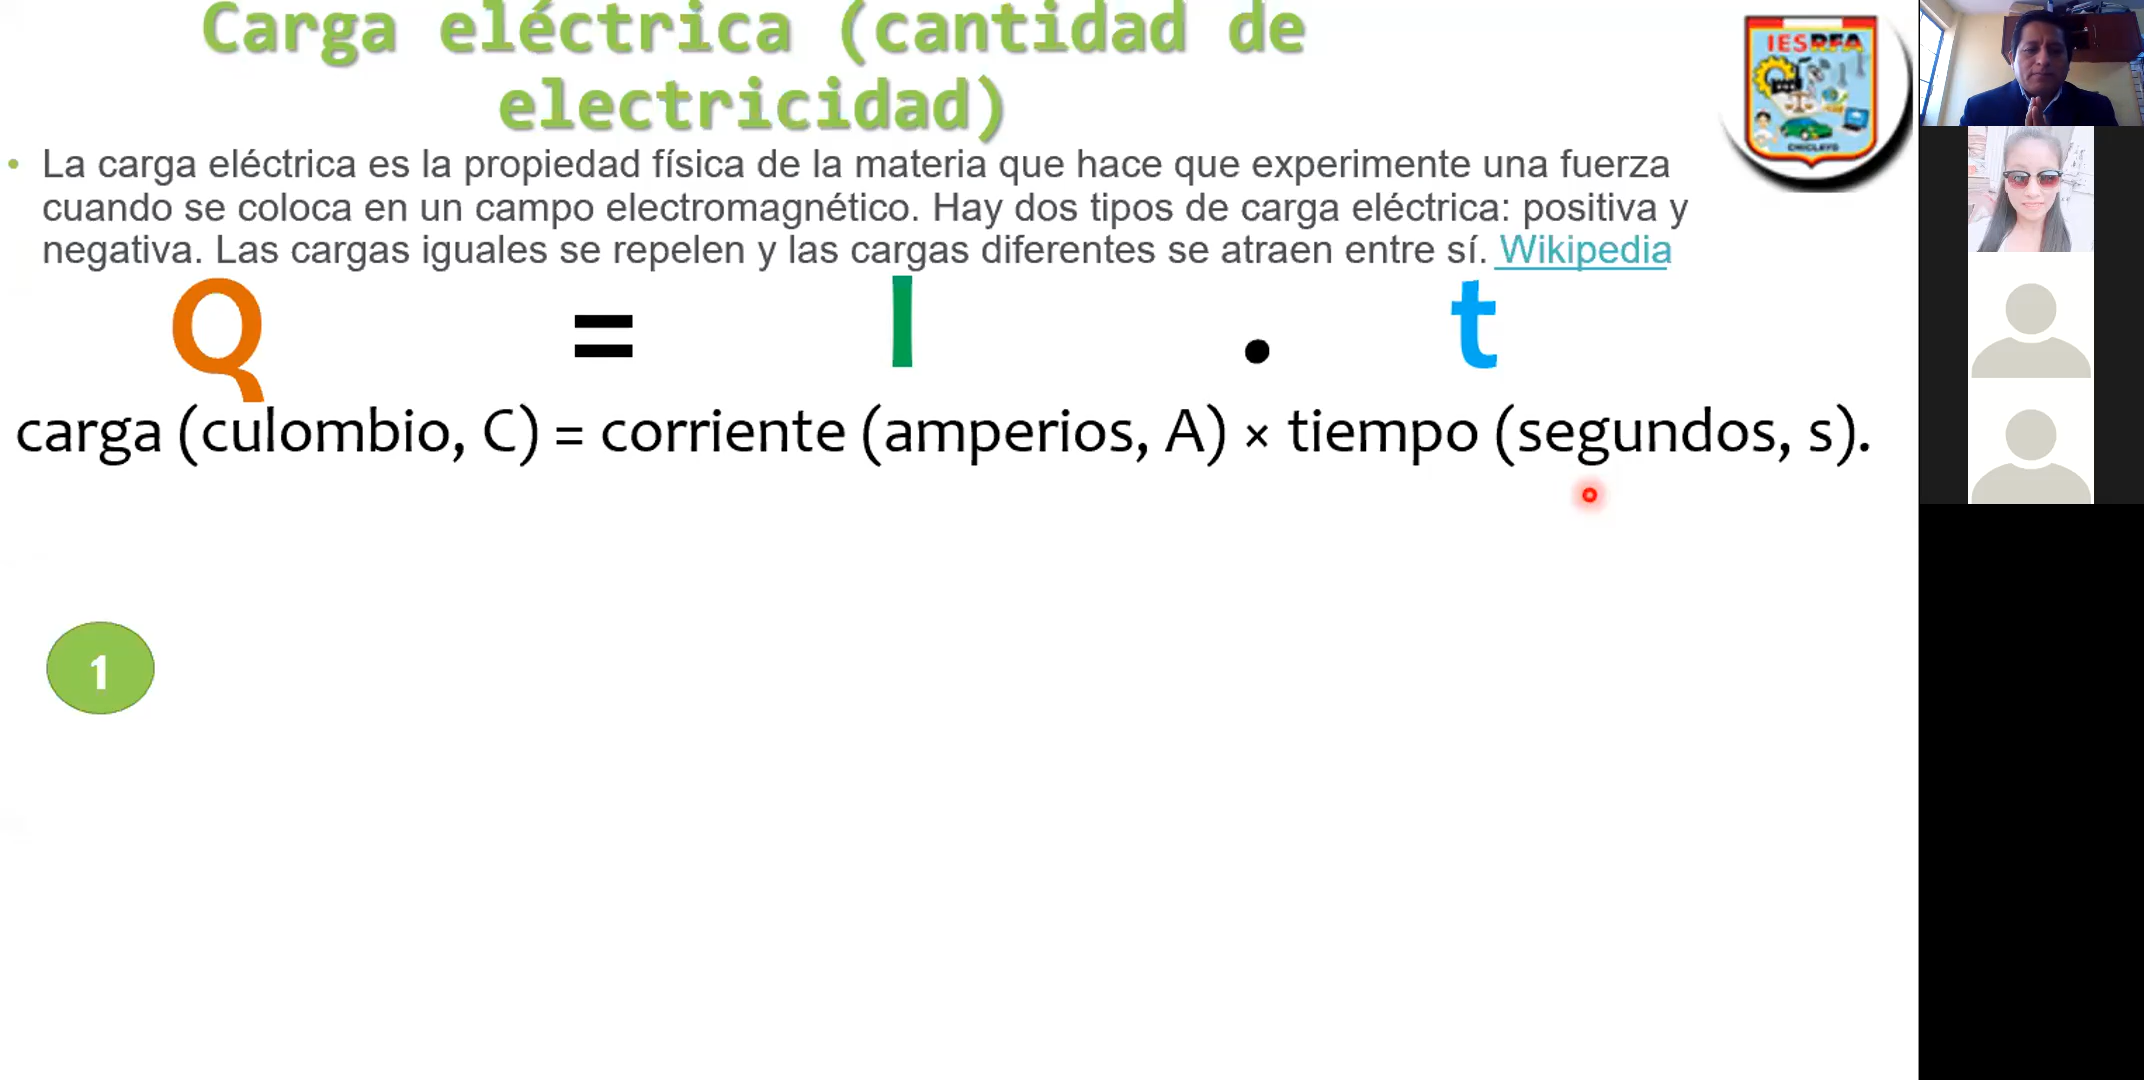 Carga eléctrica (cantidad de
electricidad)
IESRFA
CHICLAYO
• La carga eléctrica es la propiedad física de la materia que hace que experimente una fuerza
cuando se coloca en un campo electromagnético. Hay dos tipos de carga eléctrica: positiva y
negativa. Las cargas iguales se repelen y las cargas diferentes se atraen entre sí. Wikipedia
Q = I . t
carga (culombio, C) = corriente (amperios, A) × tiempo (segundos, s).
1